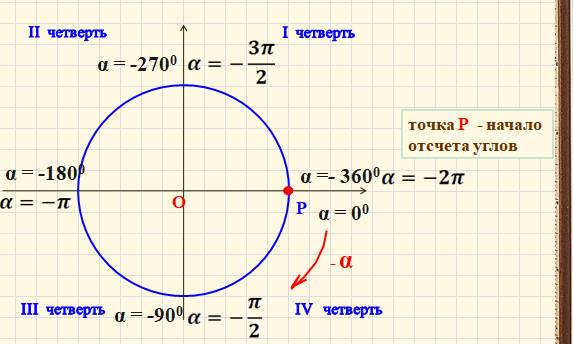 II четверть
I четверть
α = -270⁰ α = −3π/2
точка P - начало
отсчета углов
α = -180⁰
α = −π
O
α =- 360⁰ α = −2π
P
α = 0⁰
- α
III четверть
α = -90⁰ α = −π/2
IV четверть